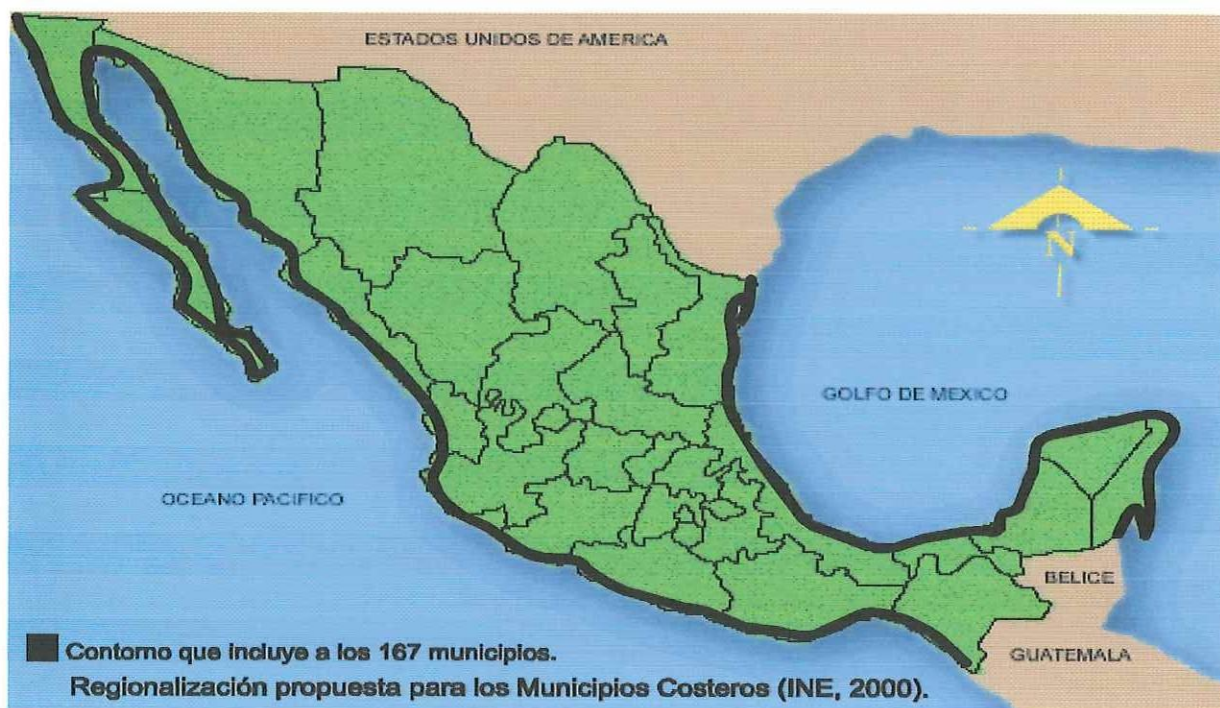 ESTADOS UNIDOS DE AMERICA
N
GOLFO DE MEXICO
OCEANO PACIFICO
BELICE
GUATEMALA
Contorno que incluye a los 167 municipios.
Regionalización propuesta para los Municipios Costeros (INE, 2000).